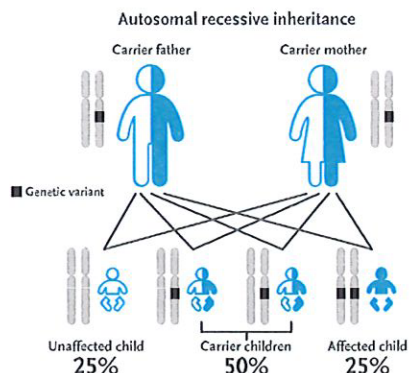 Autosomal recessive inheritance
Carrier father
Carrier mother
Genetic variant
Unaffected child
25%
Carrier children
50%
Affected child
25%